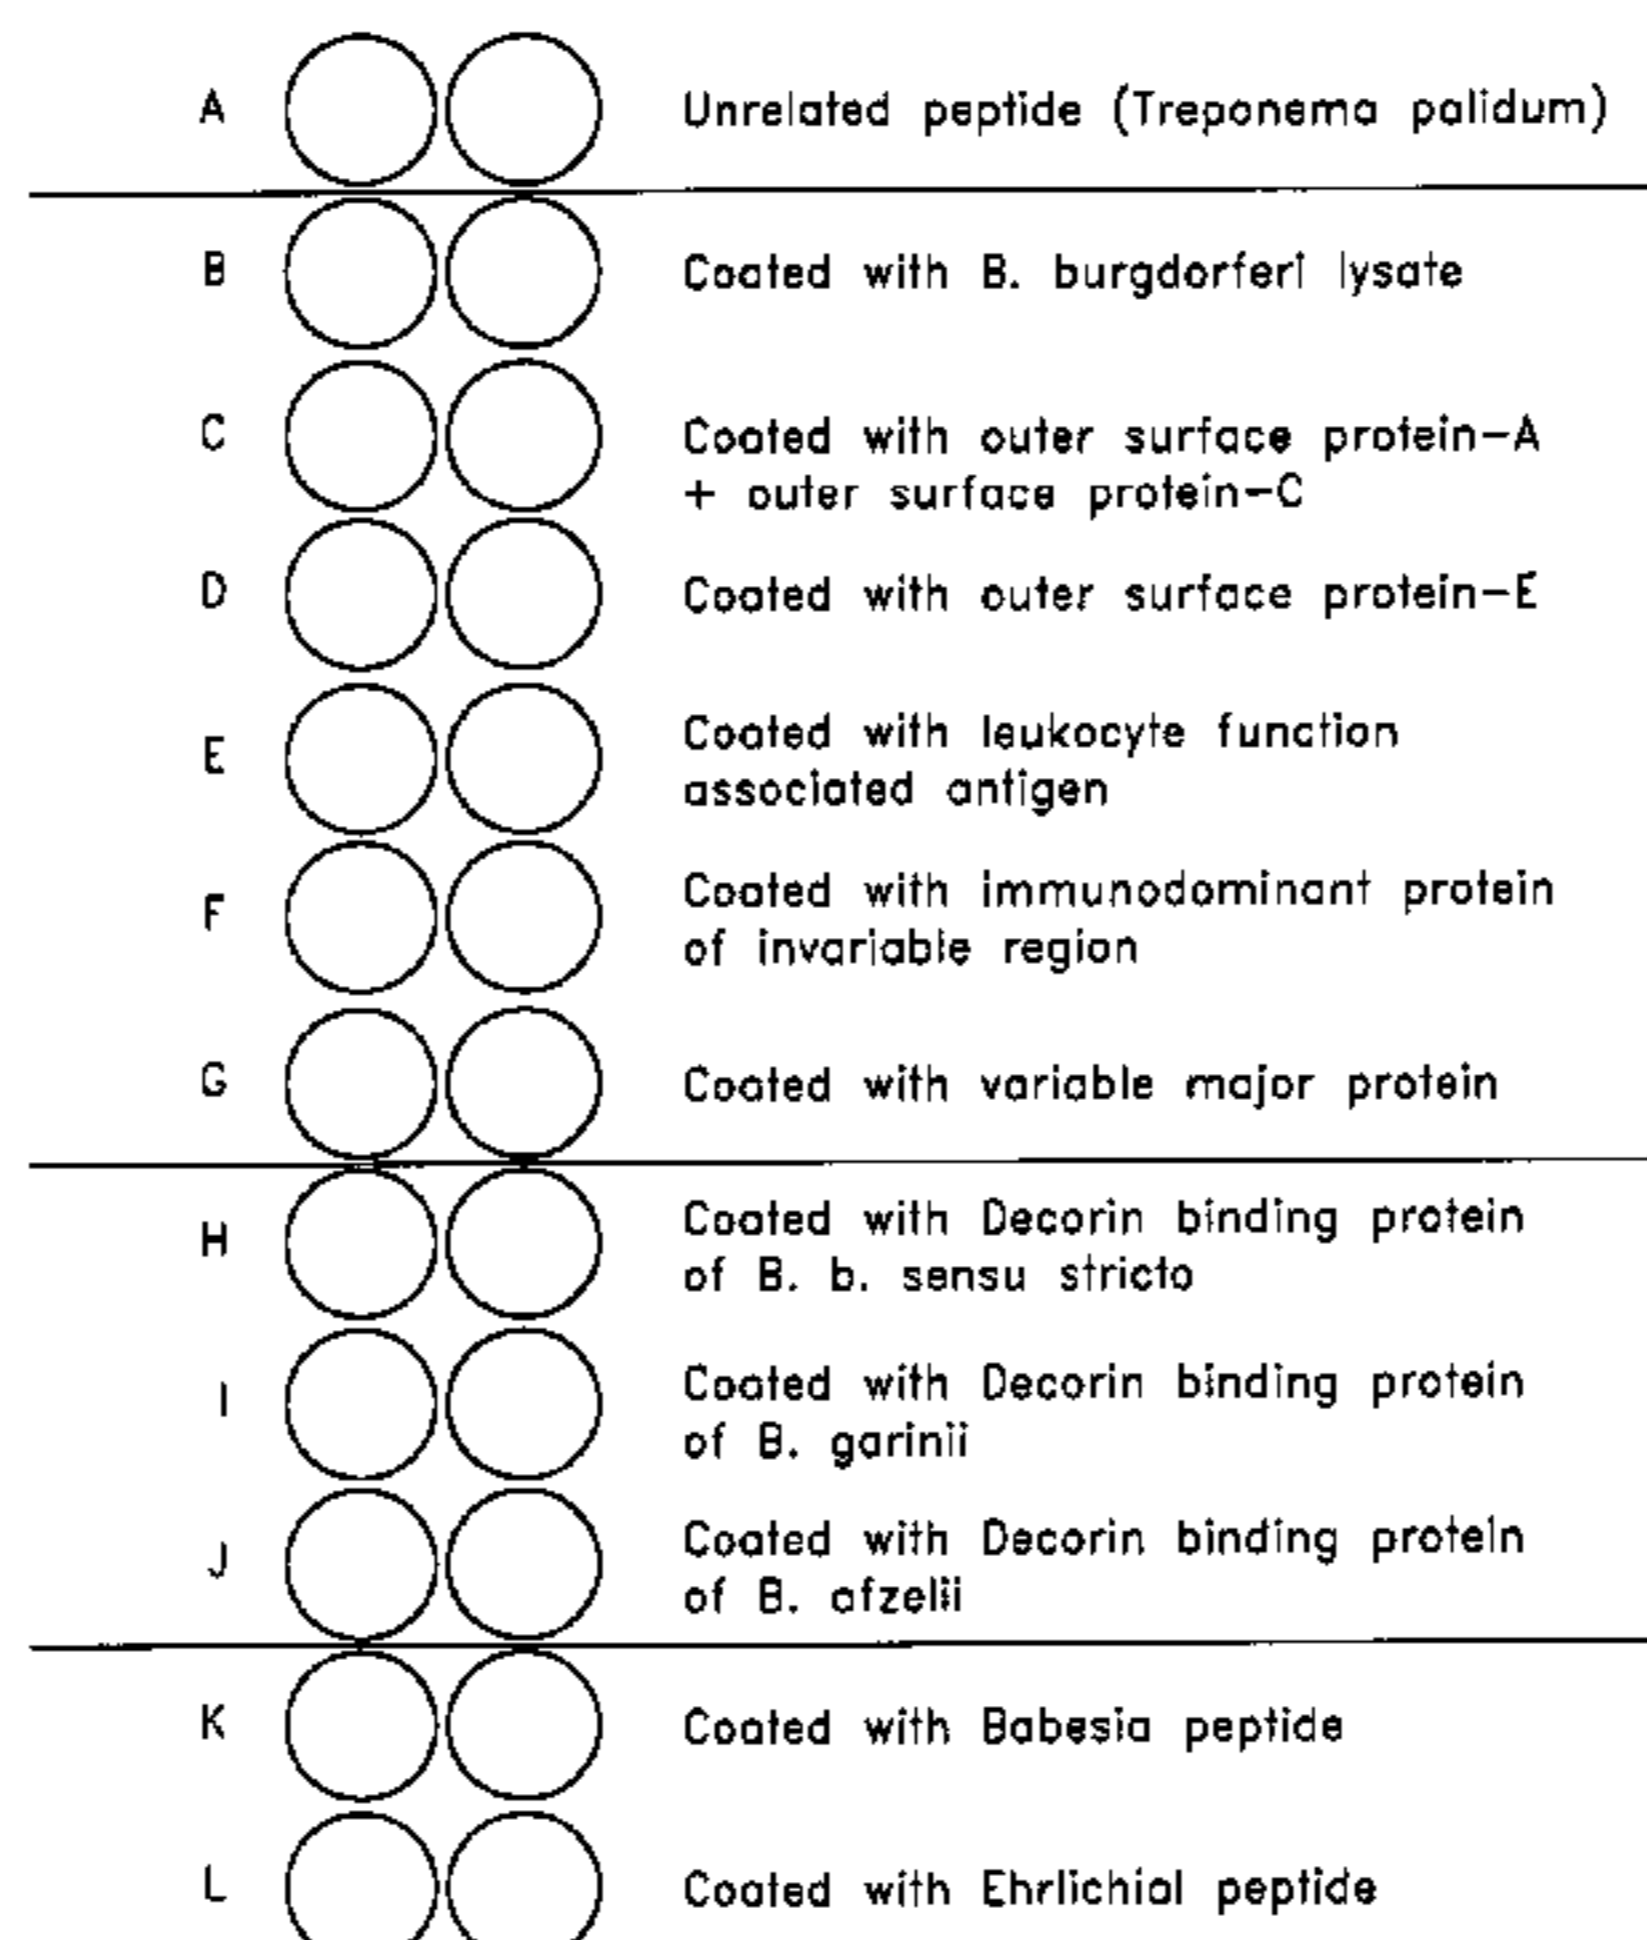 A Unrelated peptide (Treponema palidum)
B Coated with B. burgdorferi lysate
C Coated with outer surface protein-A
+ outer surface protein-C
D Coated with outer surface protein-E
E Coated with leukocyte function
associated antigen
F Coated with immunodominant protein
of invariable region
G Coated with variable major protein
H Coated with Decorin binding protein
of B. b. sensu stricto
I Coated with Decorin binding protein
of B. garinii
J Coated with Decorin binding protein
of B. afzelii
K Coated with Babesia peptide
L Coated with Ehrlichial peptide